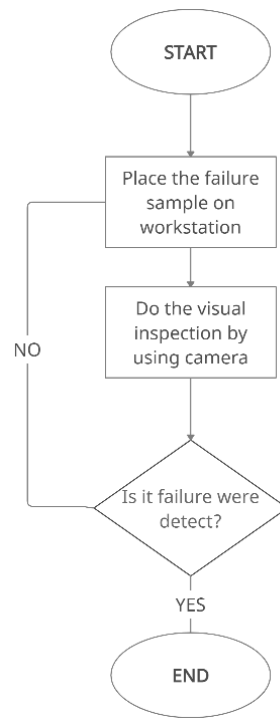 START
Place the failure
sample on
workstation
Do the visual
inspection by
using camera
NO
Is it failure were
detect?
YES
END